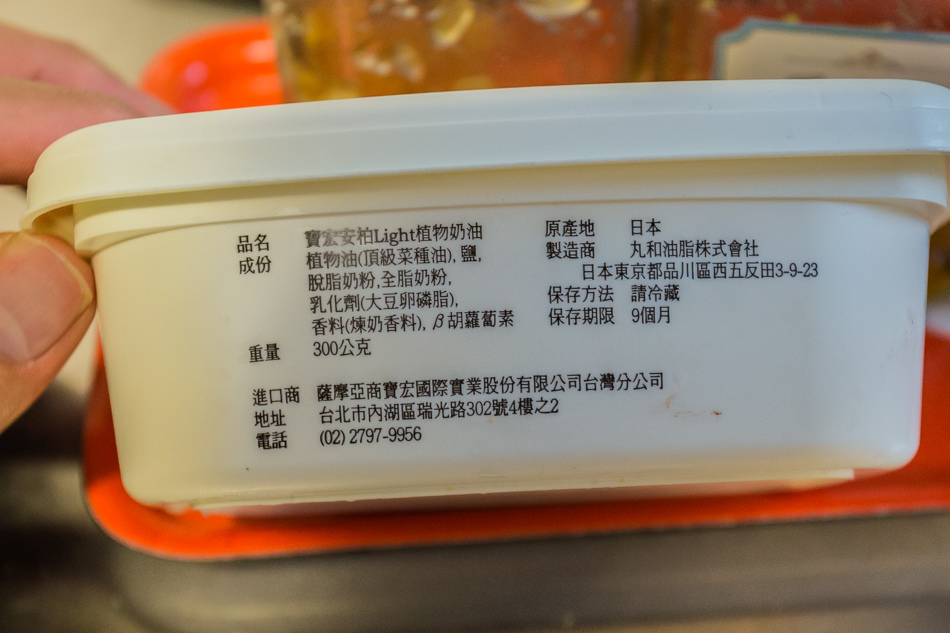 品名 寶宏安柏Light植物奶油
成份 植物油(頂級菜種油), 鹽,
脫脂奶粉,全脂奶粉,
乳化劑(大豆卵磷脂),
香料(煉奶香料), β胡蘿蔔素
重量 300公克
原產地 日本
製造商 丸和油脂株式會社
日本東京都品川區西五反田3-9-23
保存方法 請冷藏
保存期限 9個月
進口商 薩摩亞商寶宏國際實業股份有限公司台灣分公司
地址 台北市內湖區瑞光路302號4樓之2
電話 (02) 2797-9956